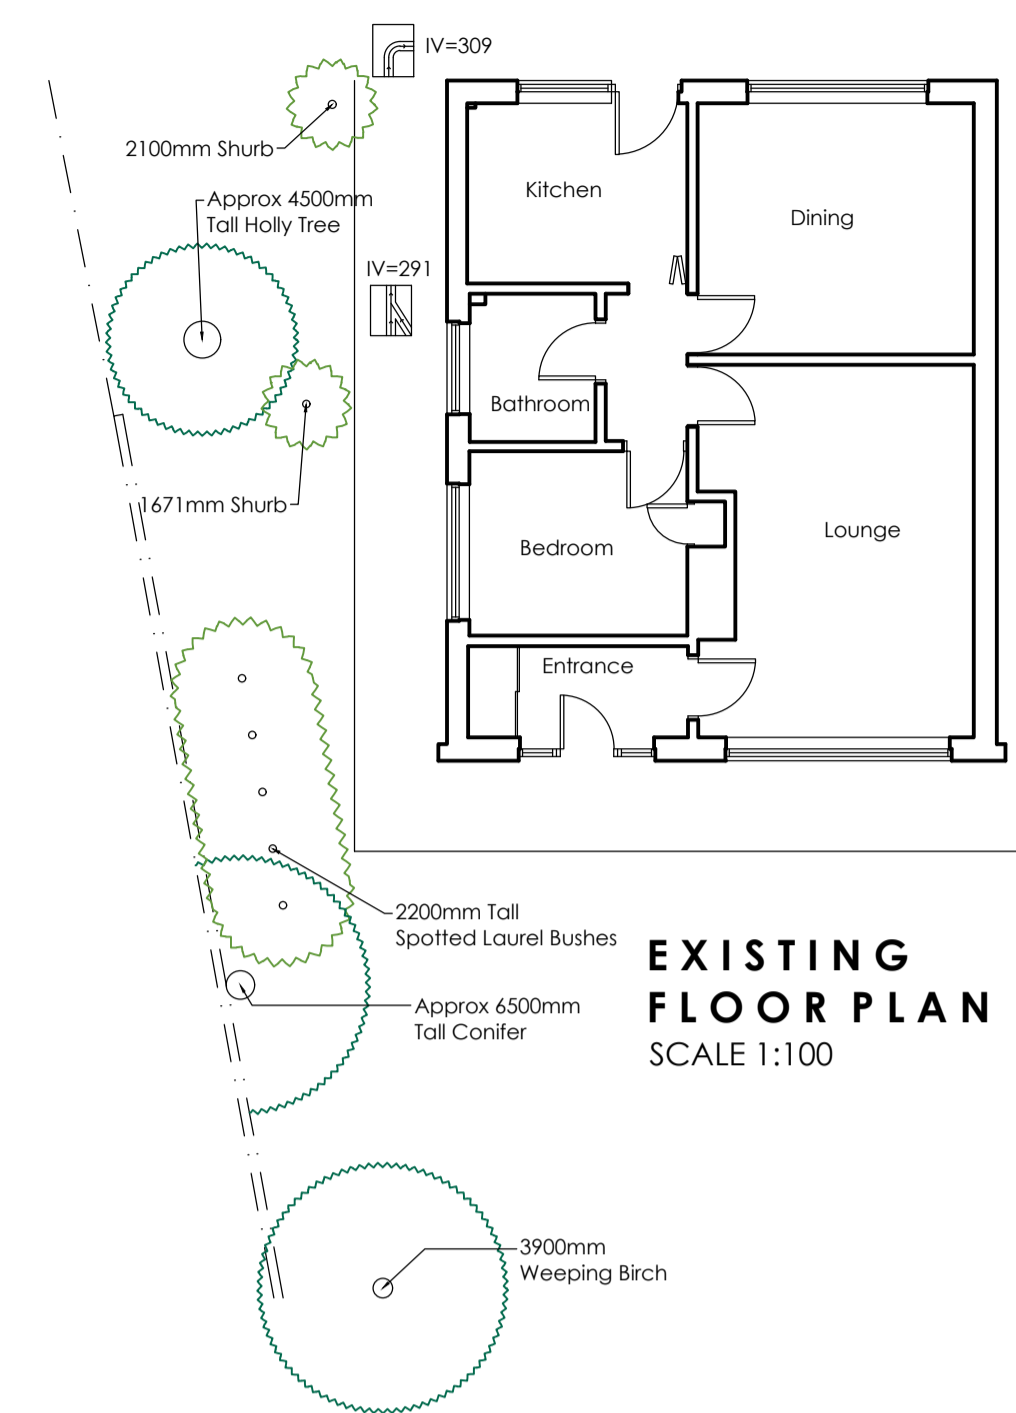 IV=309
2100mm Shurb
Approx 4500mm
Tall Holly Tree
Kitchen
Dining
IV=291
Bathroom
1671mm Shurb
Lounge
Bedroom
Entrance
2200mm Tall
Spotted Laurel Bushes
Approx 6500mm
Tall Conifer
EXISTING
FLOOR PLAN
SCALE 1:100
3900mm
Weeping Birch